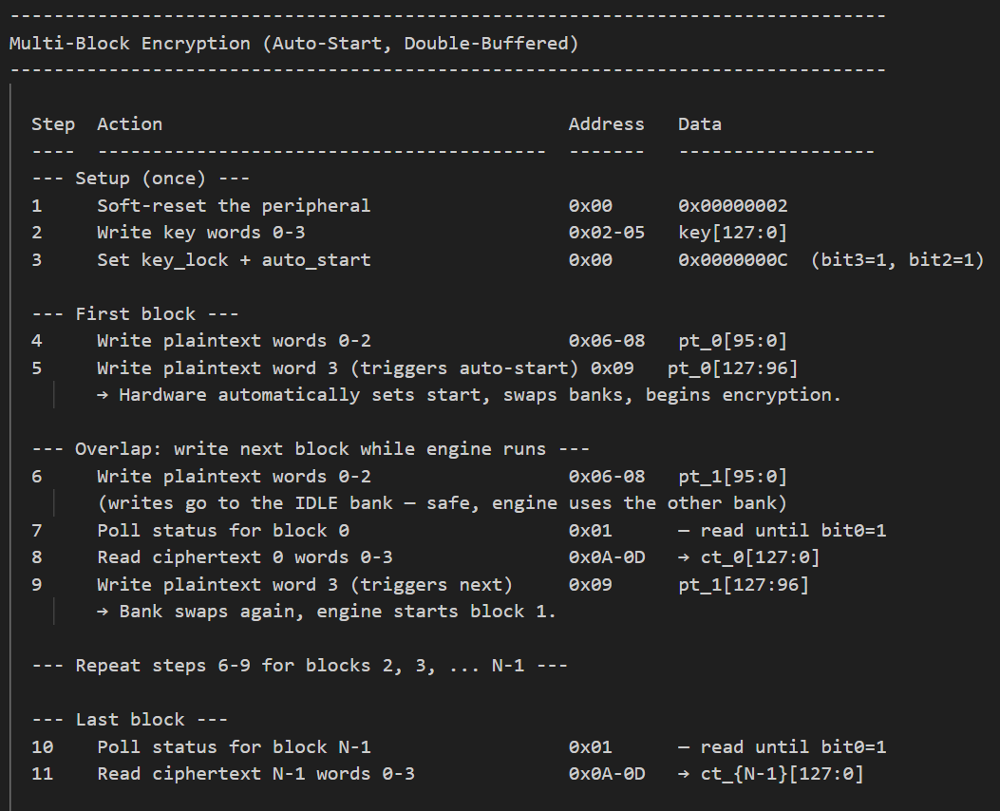 --------------------------------------------------------------------------------
Multi-Block Encryption (Auto-Start, Double-Buffered)
--------------------------------------------------------------------------------
Step  Action                                     Address   Data
----  -----------------------------------------  -------   ------------------
--- Setup (once) ---
1     Soft-reset the peripheral                  0x00      0x00000002
2     Write key words 0-3                        0x02-05   key[127:0]
3     Set key_lock + auto_start                  0x00      0x0000000C  (bit3=1, bit2=1)
--- First block ---
4     Write plaintext words 0-2                  0x06-08   pt_0[95:0]
5     Write plaintext word 3 (triggers auto-start) 0x09   pt_0[127:96]
→ Hardware automatically sets start, swaps banks, begins encryption.
--- Overlap: write next block while engine runs ---
6     Write plaintext words 0-2                  0x06-08   pt_1[95:0]
(writes go to the IDLE bank — safe, engine uses the other bank)
7     Poll status for block 0                    0x01      — read until bit0=1
8     Read ciphertext 0 words 0-3                0x0A-0D   → ct_0[127:0]
9     Write plaintext word 3 (triggers next)     0x09      pt_1[127:96]
→ Bank swaps again, engine starts block 1.
--- Repeat steps 6-9 for blocks 2, 3, ... N-1 ---
--- Last block ---
10    Poll status for block N-1                  0x01      — read until bit0=1
11    Read ciphertext N-1 words 0-3              0x0A-0D   → ct_{N-1}[127:0]